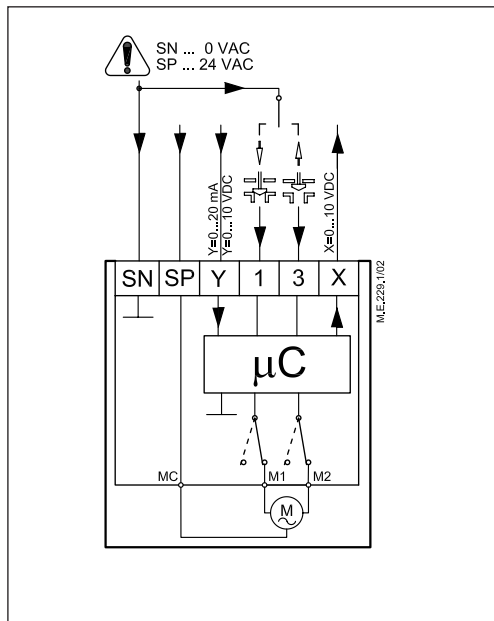 SN ... 0 VAC
SP ... 24 VAC
Y=0...20 mA
Y=0...10 VDC
X=0...10 VDC
SN SP Y 1 3 X
M.E.229.1/02
µC
MC M1 M2
M